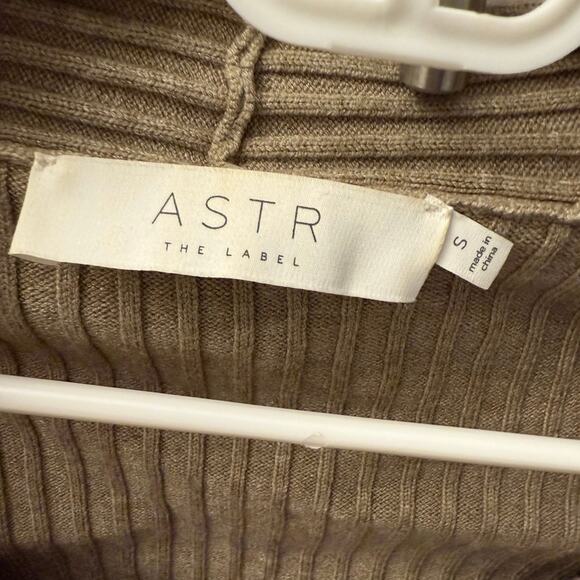 ASTR
THE LABEL
S
made in
china